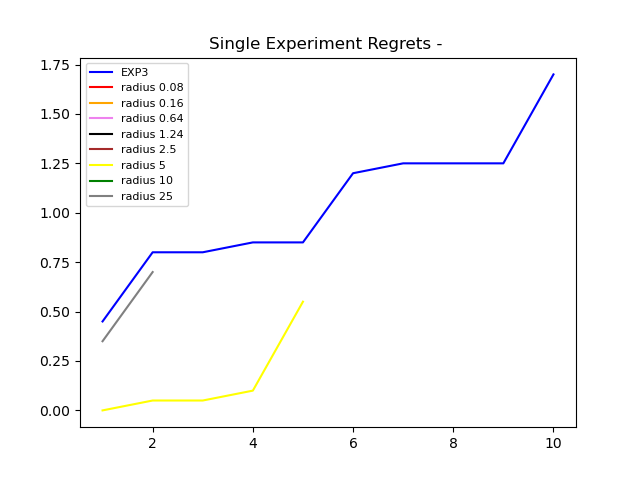 Single Experiment Regrets -
1.75
1.50
1.25
1.00
0.75
0.50
0.25
0.00
EXP3
radius 0.08
radius 0.16
radius 0.64
radius 1.24
radius 2.5
radius 5
radius 10
radius 25
2 4 6 8 10